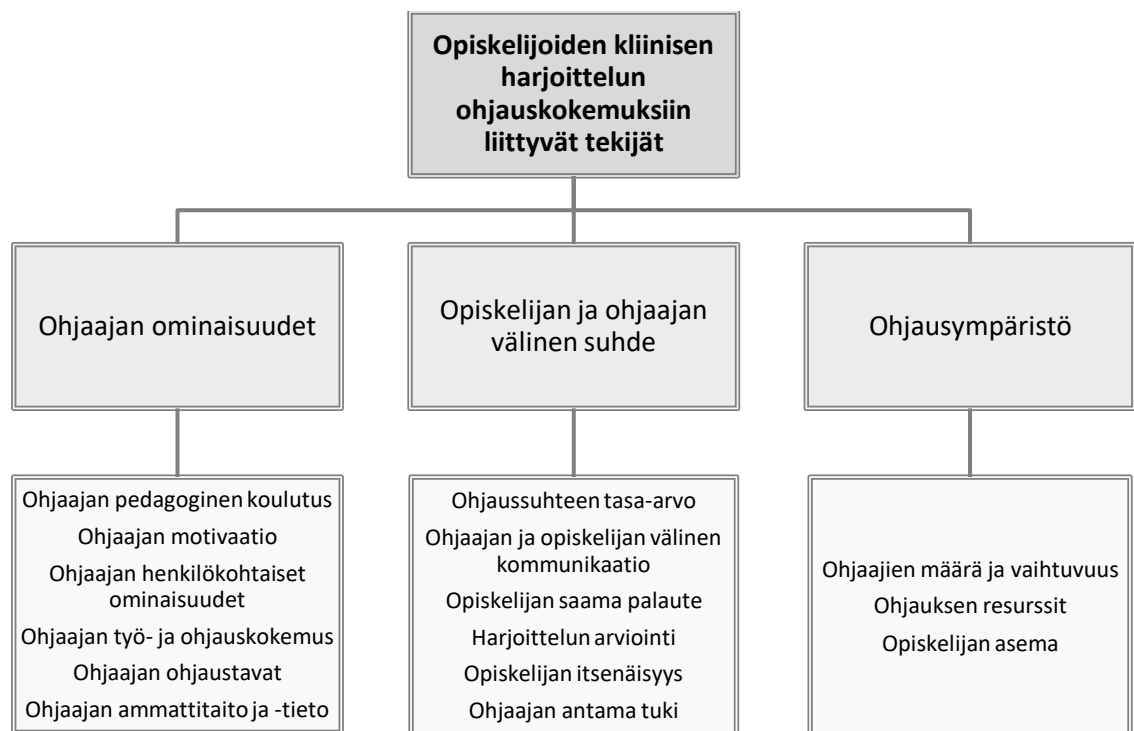 Opiskelijoiden kliinisen
harjoittelun
ohjauskokemuksiin
liittyvät tekijät
Ohjaajan ominaisuudet
Opiskelijan ja ohjaajan
välinen suhde
Ohjausympäristö
Ohjaajan pedagoginen koulutus
Ohjaajan motivaatio
Ohjaajan henkilökohtaiset
ominaisuudet
Ohjaajan työ- ja ohjauskokemus
Ohjaajan ohjaustavat
Ohjaajan ammattitaito ja -tieto
Ohjaussuhteen tasa-arvo
Ohjaajan ja opiskelijan välinen
kommunikaatio
Opiskelijan saama palaute
Harjoittelun arviointi
Opiskelijan itsenäisyys
Ohjaajan antama tuki
Ohjaajien määrä ja vaihtuvuus
Ohjauksen resurssit
Opiskelijan asema